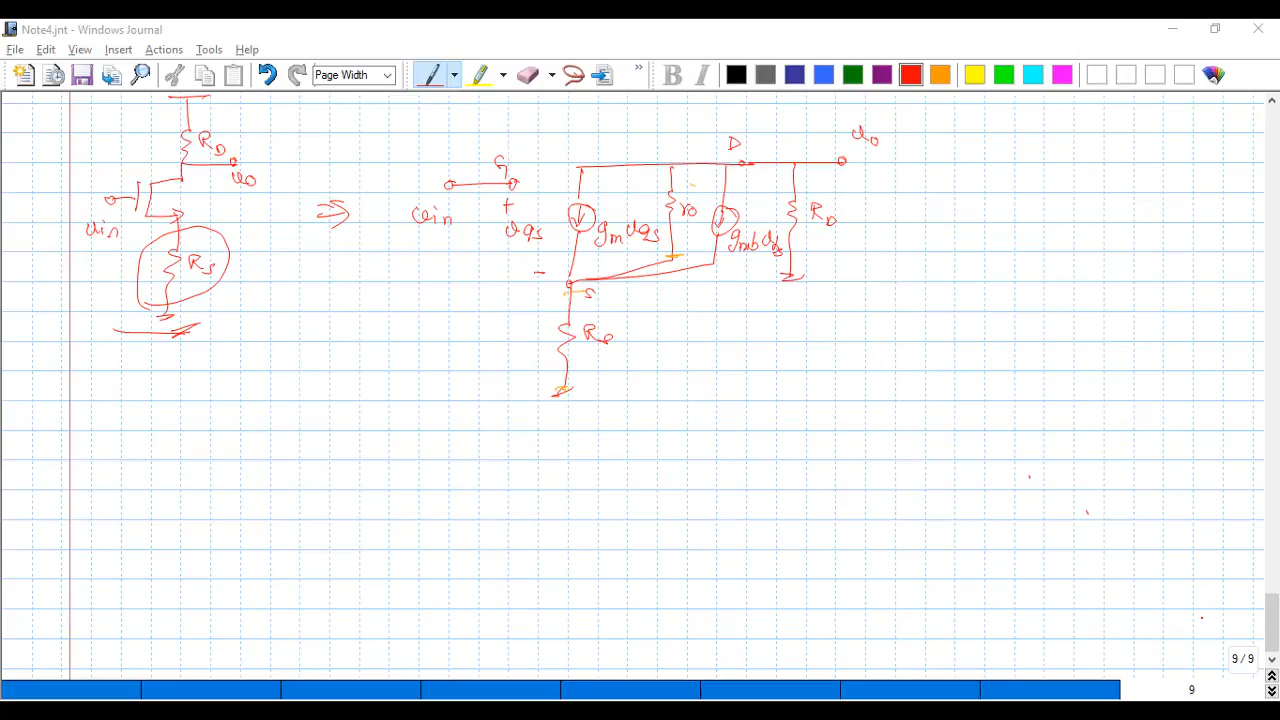 Note4.jnt - Windows Journal
File Edit View Insert Actions Tools Help
Page Width
B I
RD
vo
vin
RS
⇒
G
vin
+
vgs
-
gmvgs
ro
gmbvbs
D
vo
RD
S
RS
9 / 9
9